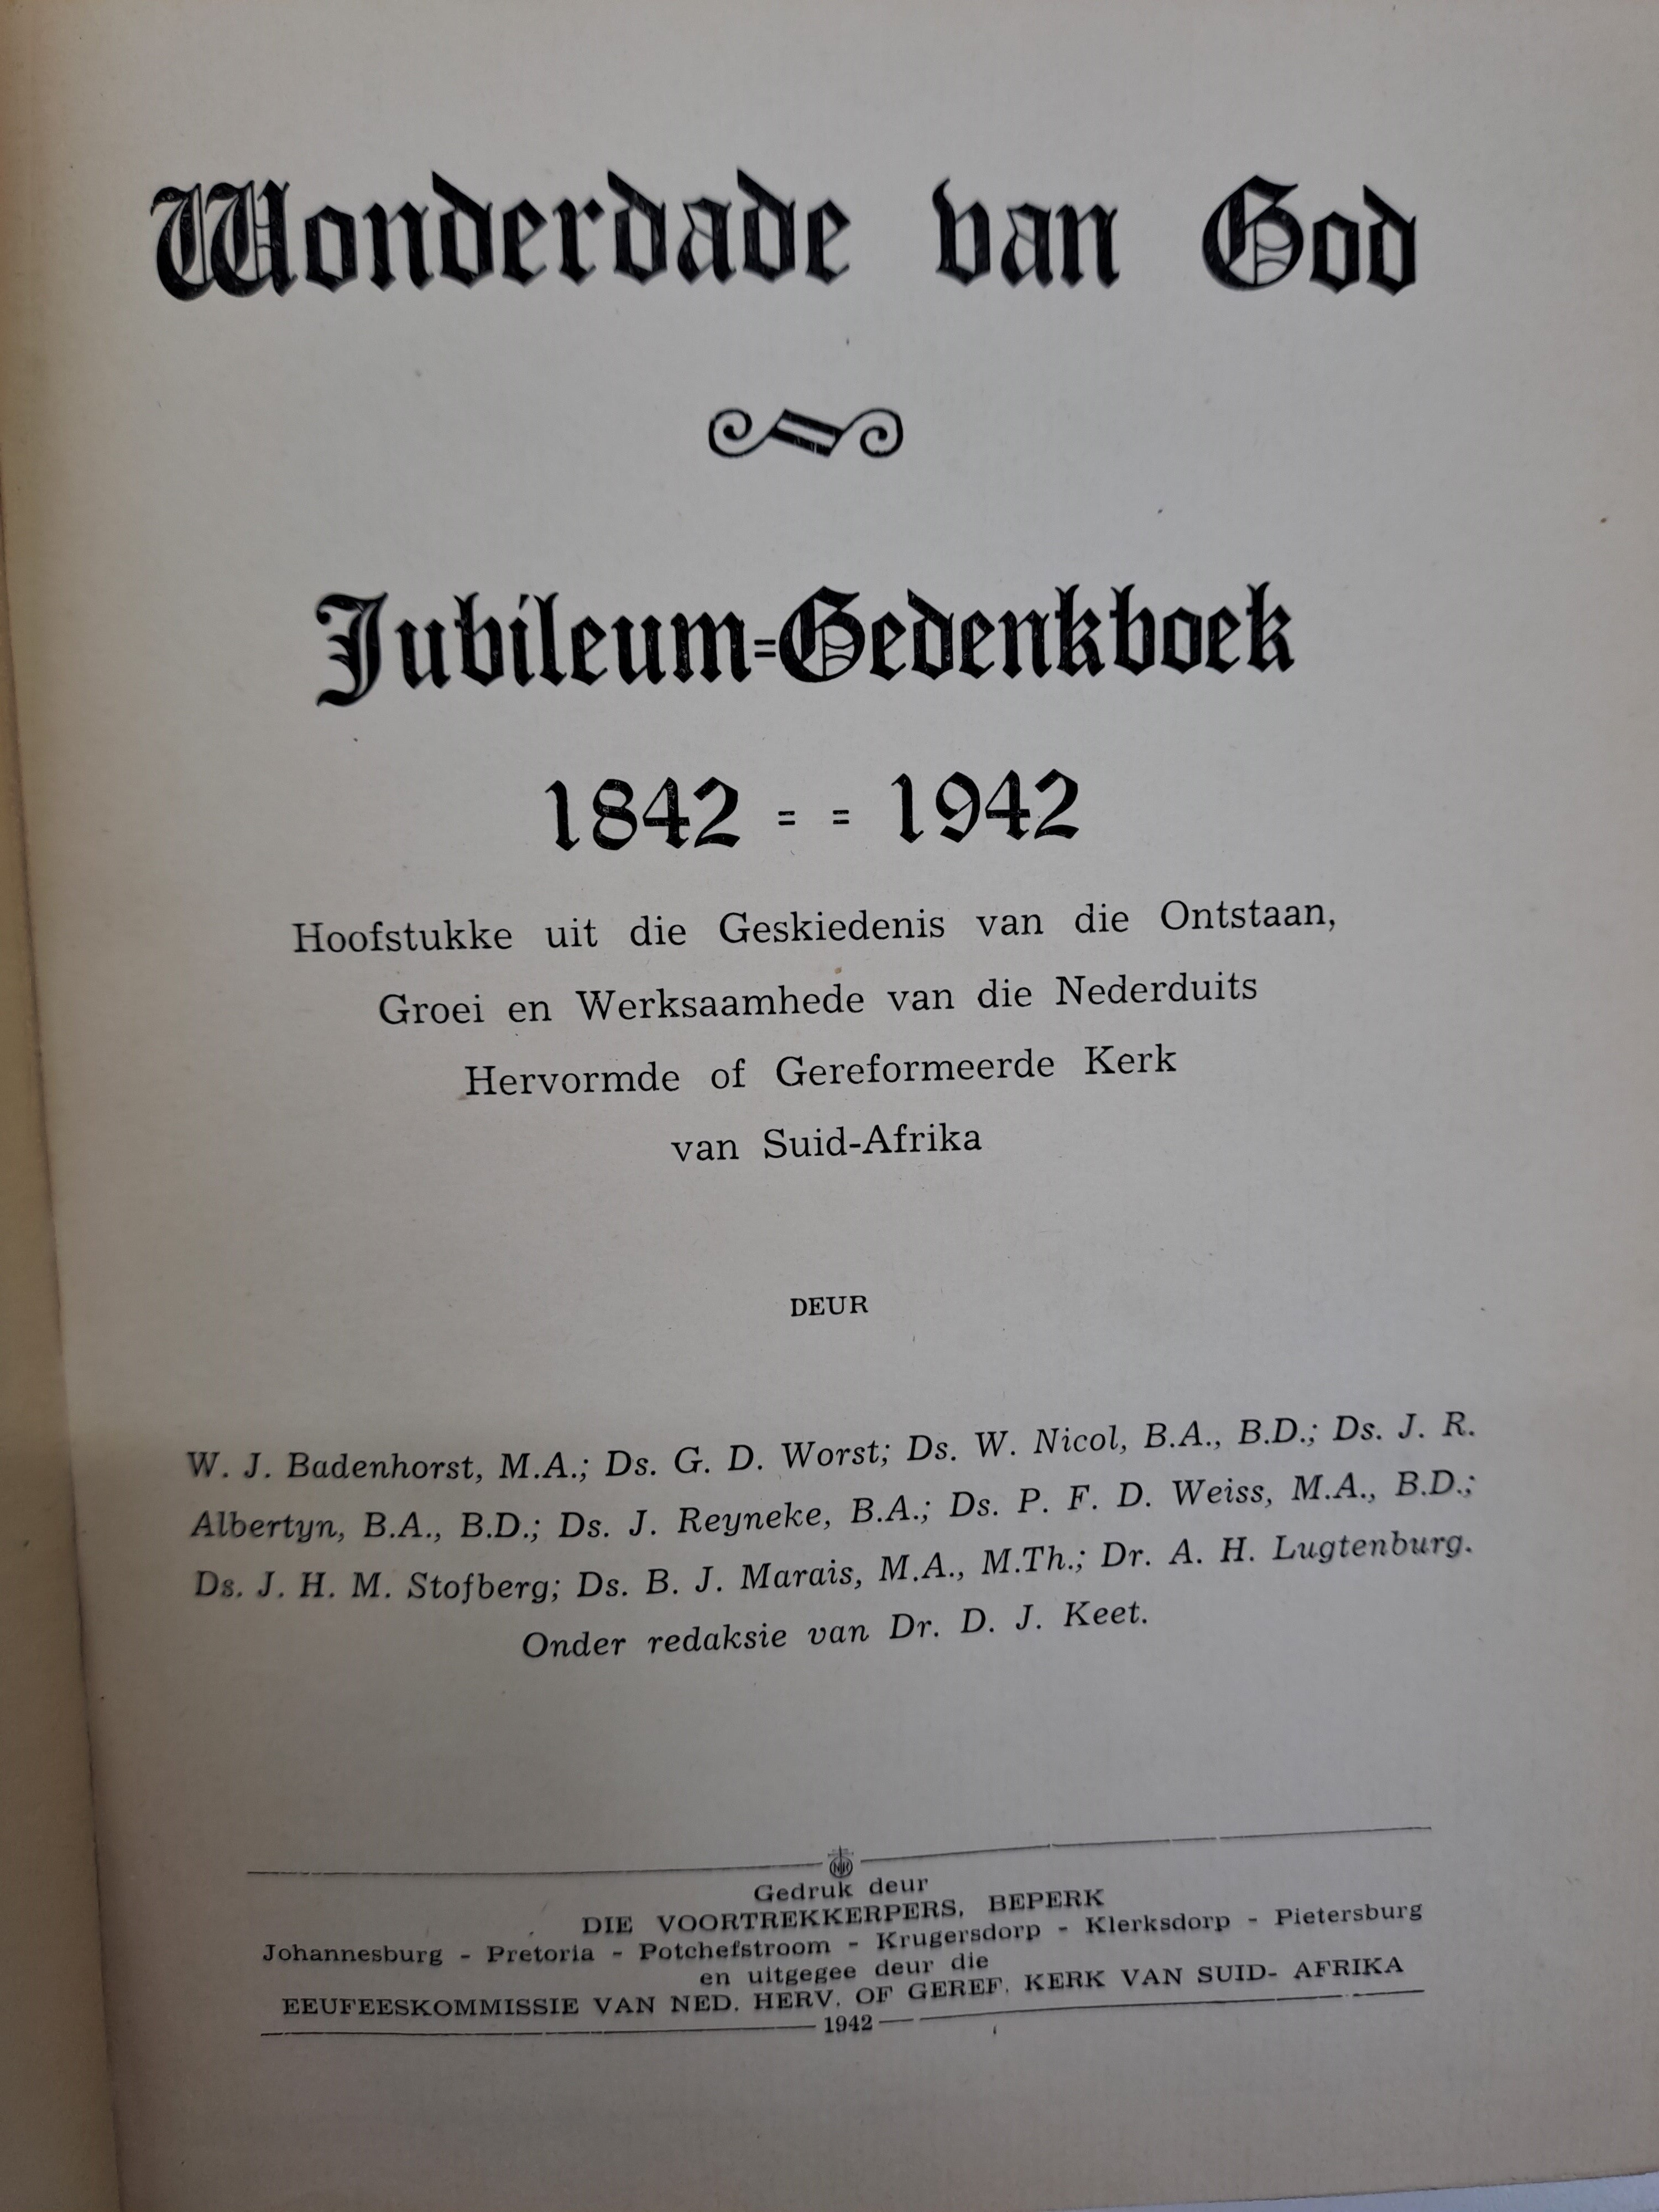 Wonderdade van God
Jubileum=Gedenkboek
1842 = = 1942
Hoofstukke uit die Geskiedenis van die Ontstaan,
Groei en Werksaamhede van die Nederduits
Hervormde of Gereformeerde Kerk
van Suid-Afrika
DEUR
W. J. Badenhorst, M.A.; Ds. G. D. Worst; Ds. W. Nicol, B.A., B.D.; Ds. J. R.
Albertyn, B.A., B.D.; Ds. J. Reyneke, B.A.; Ds. P. F. D. Weiss, M.A., B.D.;
Ds. J. H. M. Stofberg; Ds. B. J. Marais, M.A., M.Th.; Dr. A. H. Lugtenburg.
Onder redaksie van Dr. D. J. Keet.
Gedruk deur
DIE VOORTREKKERPERS, BEPERK
Johannesburg - Pretoria - Potchefstroom - Krugersdorp - Klerksdorp - Pietersburg
en uitgegee deur die
EEUFEESKOMMISSIE VAN NED. HERV. OF GEREF. KERK VAN SUID- AFRIKA
1942